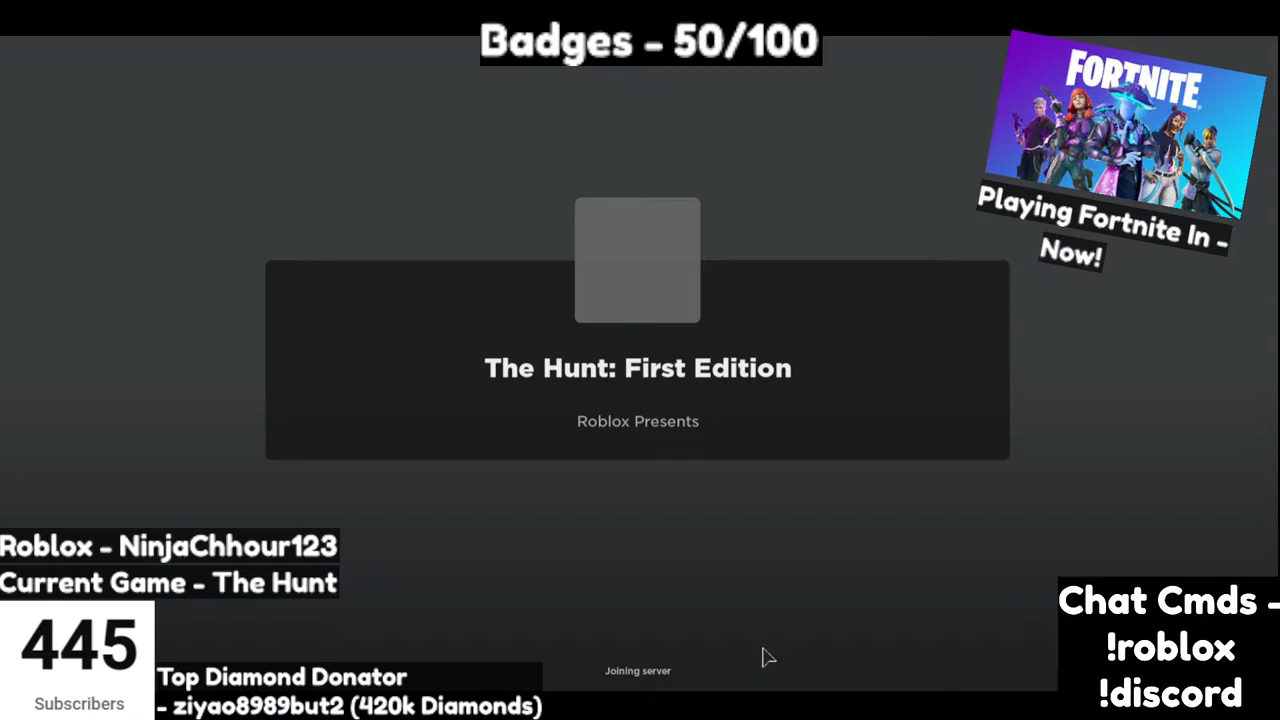 Badges - 50/100
FORTNITE
Playing Fortnite In -
Now!
The Hunt: First Edition
Roblox Presents
Roblox - NinjaChhour123
Current Game - The Hunt
445
Subscribers
Top Diamond Donator
- ziyao8989but2 (420k Diamonds)
Joining server
Chat Cmds -
!roblox
!discord